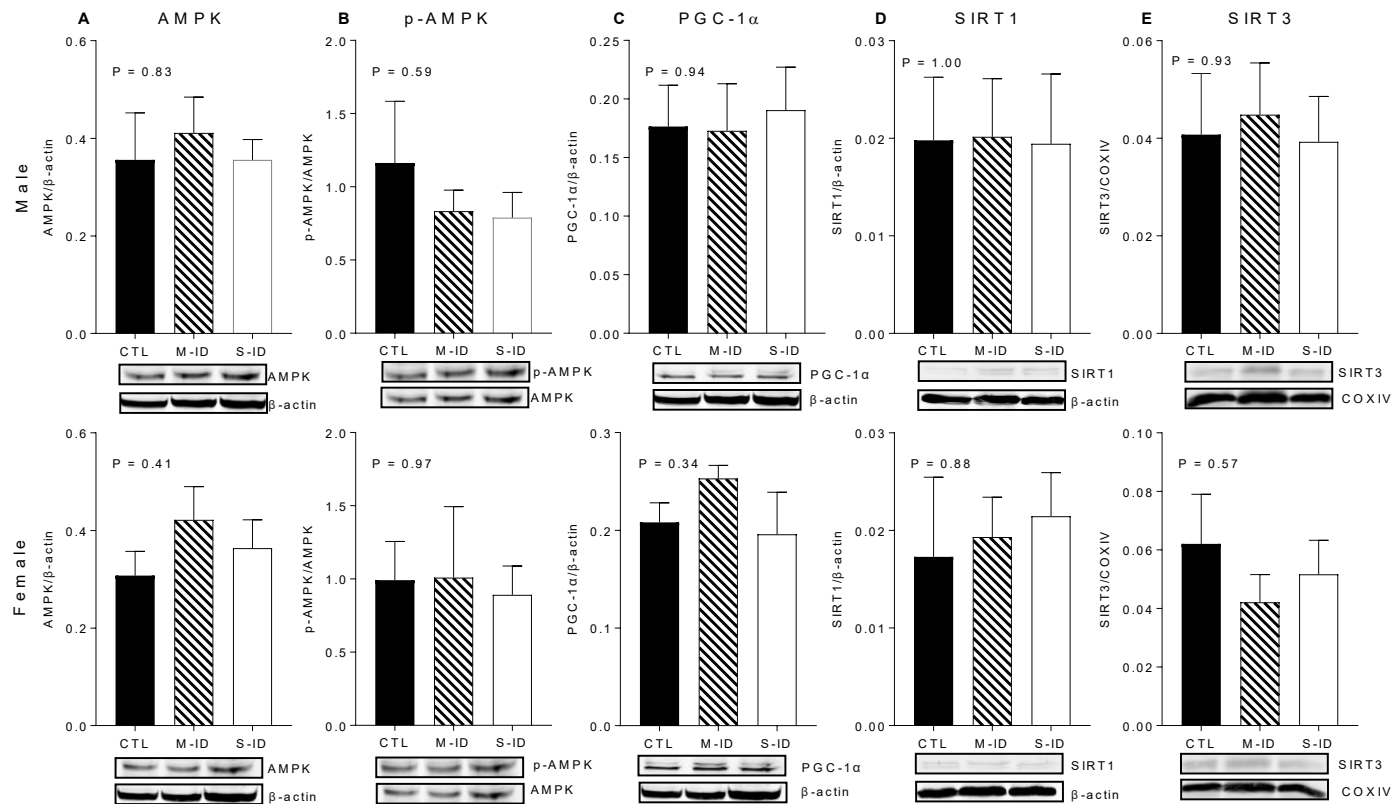 A AMPK
B p-AMPK
C PGC-1α
D SIRT1
E SIRT3
Male
AMPK/β-actin
0.6
0.4
0.2
0.0
P = 0.83
CTL M-ID S-ID
AMPK
β-actin
p-AMPK/AMPK
2.0
1.5
1.0
0.5
0.0
P = 0.59
CTL M-ID S-ID
p-AMPK
AMPK
PGC-1α/β-actin
0.25
0.20
0.15
0.10
0.05
0.00
P = 0.94
CTL M-ID S-ID
PGC-1α
β-actin
SIRT1/β-actin
0.03
0.02
0.01
0.00
P = 1.00
CTL M-ID S-ID
SIRT1
β-actin
SIRT3/COXIV
0.06
0.04
0.02
0.00
P = 0.93
CTL M-ID S-ID
SIRT3
COXIV
Female
AMPK/β-actin
0.6
0.4
0.2
0.0
P = 0.41
CTL M-ID S-ID
AMPK
β-actin
p-AMPK/AMPK
2.0
1.5
1.0
0.5
0.0
P = 0.97
CTL M-ID S-ID
p-AMPK
AMPK
PGC-1α/β-actin
0.3
0.2
0.1
0.0
P = 0.34
CTL M-ID S-ID
PGC-1α
β-actin
SIRT1/β-actin
0.03
0.02
0.01
0.00
P = 0.88
CTL M-ID S-ID
SIRT1
β-actin
SIRT3/COXIV
0.10
0.08
0.06
0.04
0.02
0.00
P = 0.57
CTL M-ID S-ID
SIRT3
COXIV